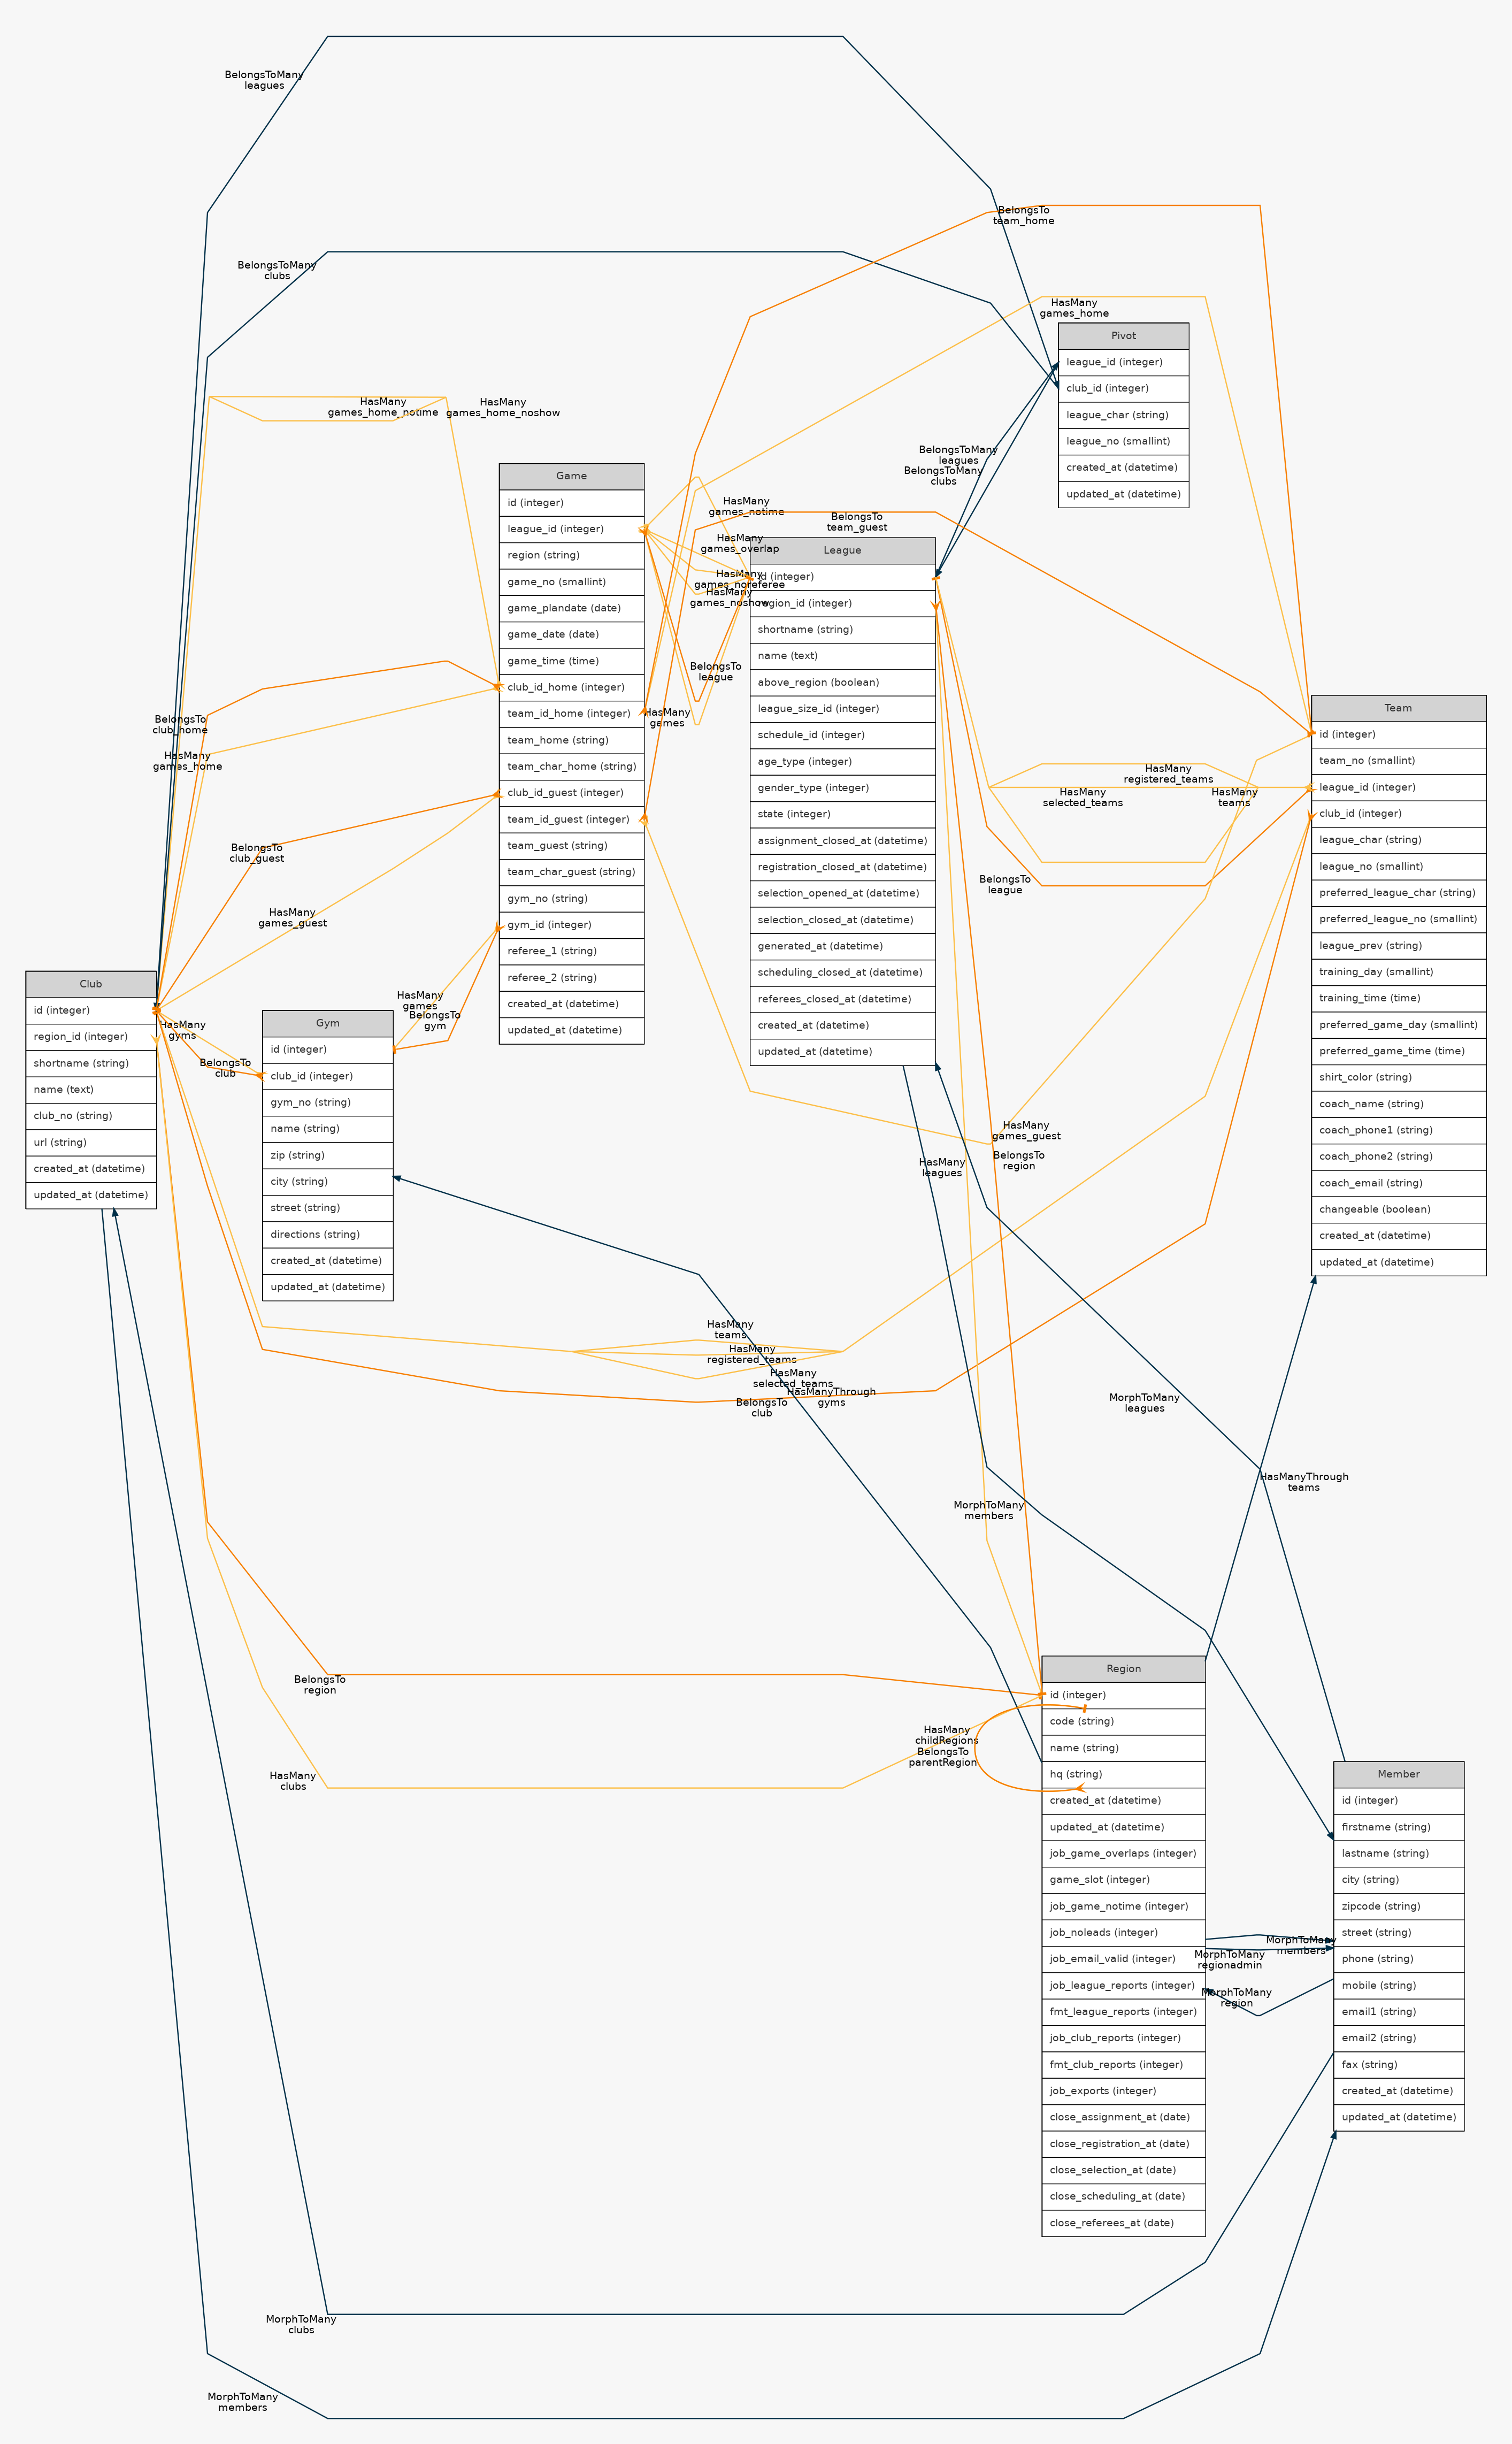 BelongsToMany
leagues
BelongsToMany
clubs
BelongsTo
team_home
HasMany
games_home
Pivot
league_id (integer)
club_id (integer)
league_char (string)
league_no (smallint)
created_at (datetime)
updated_at (datetime)
HasMany
games_home_notime
HasMany
games_home_noshow
BelongsToMany
leagues
BelongsToMany
clubs
Game
id (integer)
league_id (integer)
region (string)
game_no (smallint)
game_plandate (date)
game_date (date)
game_time (time)
club_id_home (integer)
team_id_home (integer)
team_home (string)
team_char_home (string)
club_id_guest (integer)
team_id_guest (integer)
team_guest (string)
team_char_guest (string)
gym_no (string)
gym_id (integer)
referee_1 (string)
referee_2 (string)
created_at (datetime)
updated_at (datetime)
HasMany
games_notime
BelongsTo
team_guest
HasMany
games_overlap
HasMany
games_noreferee
HasMany
games_noshow
BelongsTo
league
HasMany
games
League
id (integer)
region_id (integer)
shortname (string)
name (text)
above_region (boolean)
league_size_id (integer)
schedule_id (integer)
age_type (integer)
gender_type (integer)
state (integer)
assignment_closed_at (datetime)
registration_closed_at (datetime)
selection_opened_at (datetime)
selection_closed_at (datetime)
generated_at (datetime)
scheduling_closed_at (datetime)
referees_closed_at (datetime)
created_at (datetime)
updated_at (datetime)
Team
id (integer)
team_no (smallint)
league_id (integer)
club_id (integer)
league_char (string)
league_no (smallint)
preferred_league_char (string)
preferred_league_no (smallint)
league_prev (string)
training_day (smallint)
training_time (time)
preferred_game_day (smallint)
preferred_game_time (time)
shirt_color (string)
coach_name (string)
coach_phone1 (string)
coach_phone2 (string)
coach_email (string)
changeable (boolean)
created_at (datetime)
updated_at (datetime)
BelongsTo
club_home
HasMany
games_home
HasMany
registered_teams
HasMany
selected_teams
HasMany
teams
BelongsTo
club_guest
BelongsTo
league
HasMany
games_guest
Club
id (integer)
region_id (integer)
shortname (string)
name (text)
club_no (string)
url (string)
created_at (datetime)
updated_at (datetime)
HasMany
gyms
BelongsTo
club
Gym
id (integer)
club_id (integer)
gym_no (string)
name (string)
zip (string)
city (string)
street (string)
directions (string)
created_at (datetime)
updated_at (datetime)
HasMany
games
BelongsTo
gym
HasMany
games_guest
BelongsTo
region
HasMany
leagues
HasMany
teams
HasMany
registered_teams
HasMany
selected_teams
HasManyThrough
gyms
BelongsTo
club
MorphToMany
leagues
HasManyThrough
teams
MorphToMany
members
BelongsTo
region
HasMany
clubs
HasMany
childRegions
BelongsTo
parentRegion
Region
id (integer)
code (string)
name (string)
hq (string)
created_at (datetime)
updated_at (datetime)
job_game_overlaps (integer)
game_slot (integer)
job_game_notime (integer)
job_noleads (integer)
job_email_valid (integer)
job_league_reports (integer)
fmt_league_reports (integer)
job_club_reports (integer)
fmt_club_reports (integer)
job_exports (integer)
close_assignment_at (date)
close_registration_at (date)
close_selection_at (date)
close_scheduling_at (date)
close_referees_at (date)
MorphToMany
members
MorphToMany
regionadmin
MorphToMany
region
Member
id (integer)
firstname (string)
lastname (string)
city (string)
zipcode (string)
street (string)
phone (string)
mobile (string)
email1 (string)
email2 (string)
fax (string)
created_at (datetime)
updated_at (datetime)
MorphToMany
clubs
MorphToMany
members